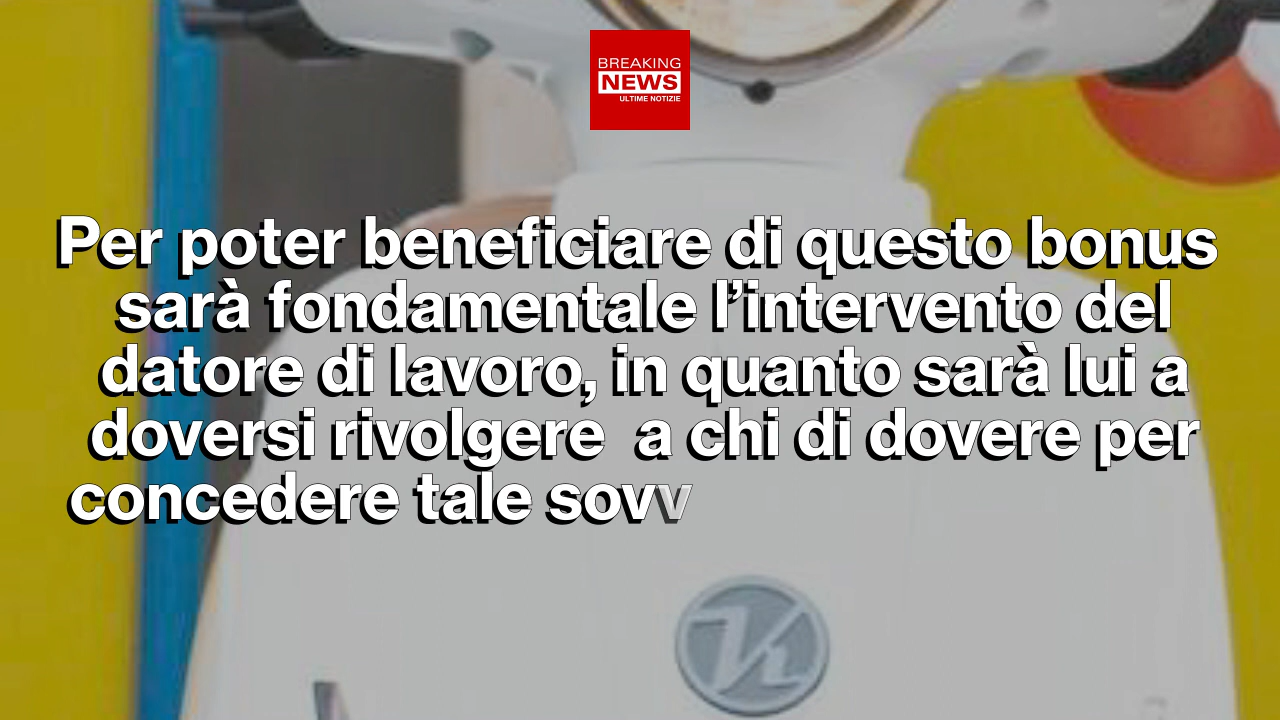 BREAKING
NEWS
ULTIME NOTIZIE
Per poter beneficiare di questo bonus
sarà fondamentale l’intervento del
datore di lavoro, in quanto sarà lui a
doversi rivolgere  a chi di dovere per
concedere tale sovv